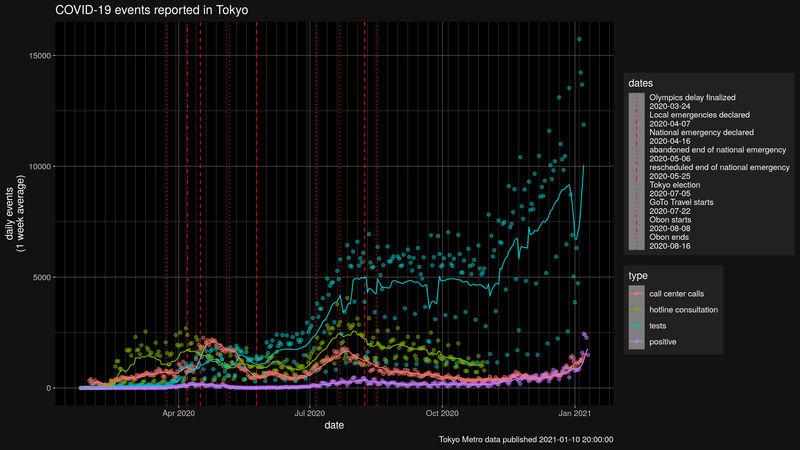 COVID-19 events reported in Tokyo
15000
10000
5000
0
daily events
(1 week average)
Apr 2020
Jul 2020
Oct 2020
Jan 2021
date
dates
Olympics delay finalized
2020-03-24
Local emergencies declared
2020-04-07
National emergency declared
2020-04-16
abandoned end of national emergency
2020-05-06
rescheduled end of national emergency
2020-05-25
Tokyo election
2020-07-05
GoTo Travel starts
2020-07-22
Obon starts
2020-08-08
Obon ends
2020-08-16
type
call center calls
hotline consultation
tests
positive
Tokyo Metro data published 2021-01-10 20:00:00